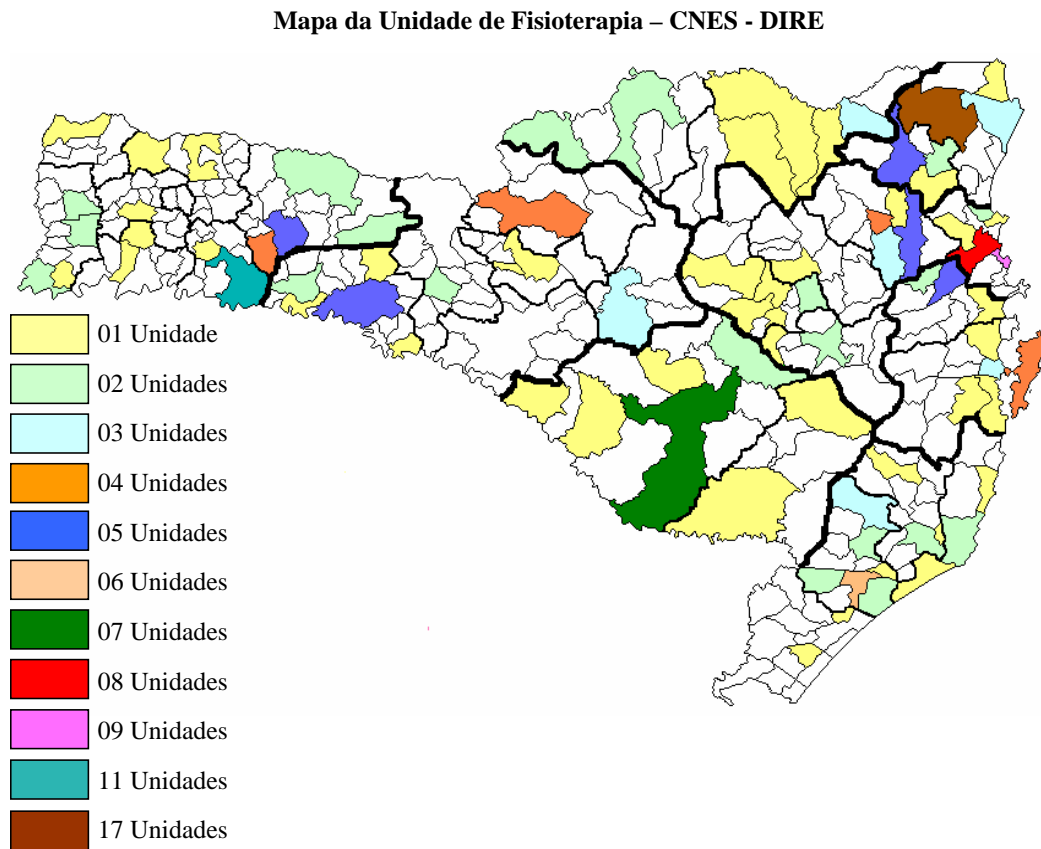 Mapa da Unidade de Fisioterapia – CNES - DIRE
01 Unidade
02 Unidades
03 Unidades
04 Unidades
05 Unidades
06 Unidades
07 Unidades
08 Unidades
09 Unidades
11 Unidades
17 Unidades